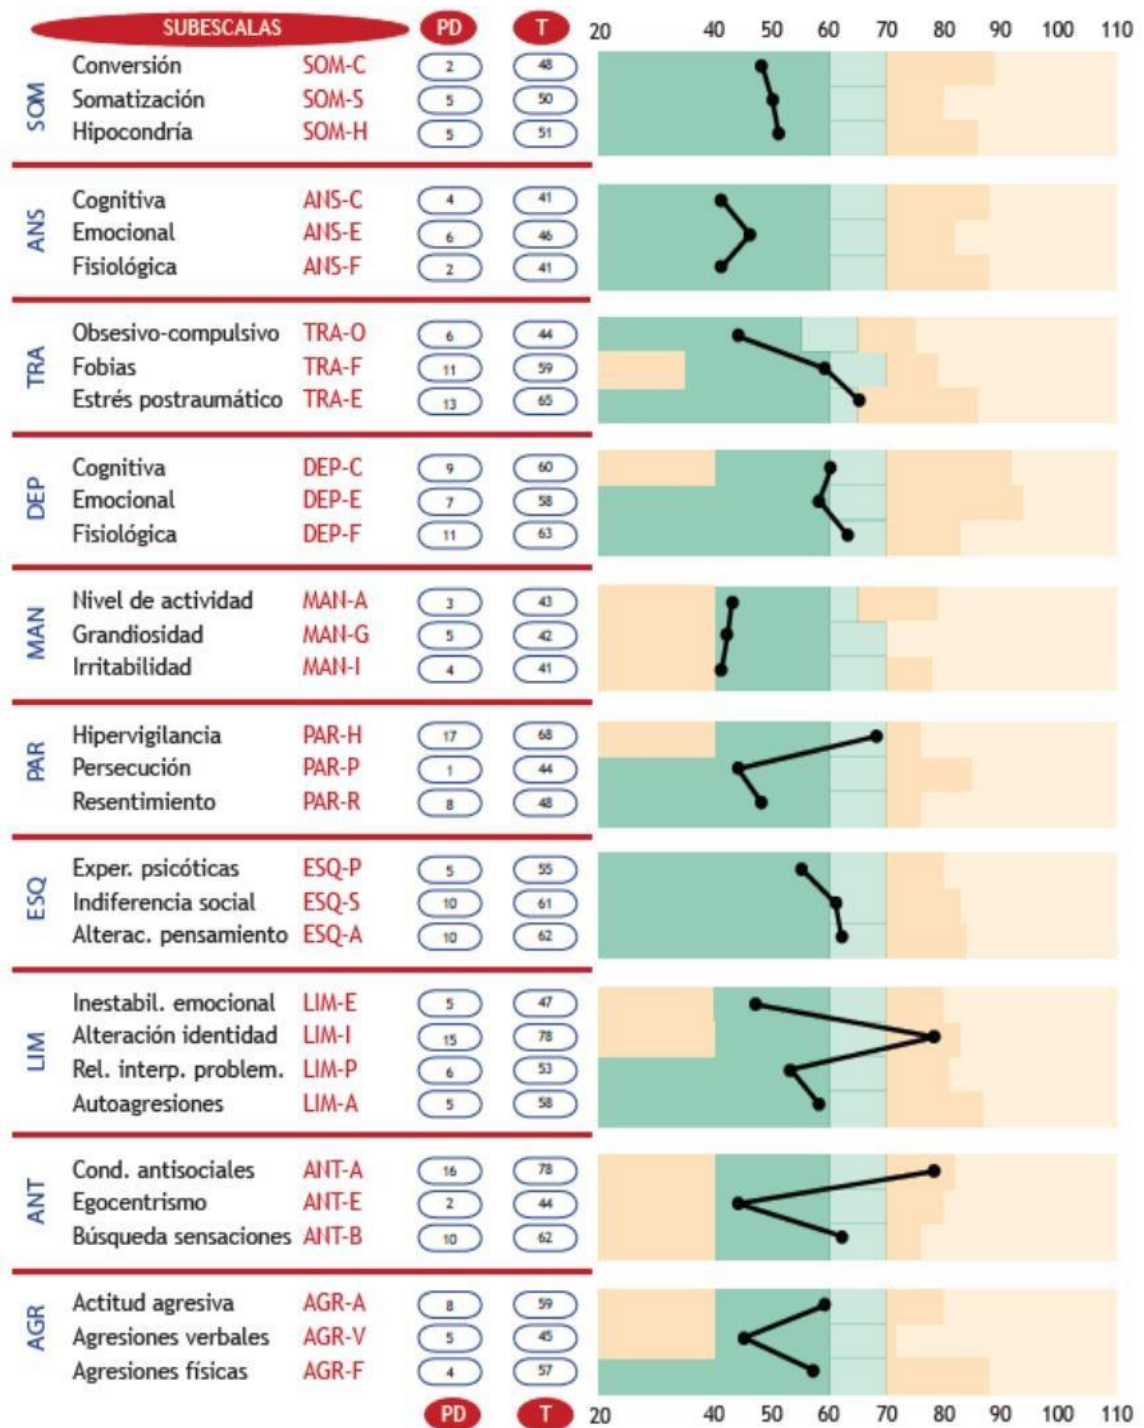 SUBESCALAS PD T 20 40 50 60 70 80 90 100 110
SOM
Conversión SOM-C 2 48
Somatización SOM-S 5 50
Hipocondría SOM-H 5 51
ANS
Cognitiva ANS-C 4 41
Emocional ANS-E 6 46
Fisiológica ANS-F 2 41
TRA
Obsesivo-compulsivo TRA-O 6 44
Fobias TRA-F 11 59
Estrés postraumático TRA-E 13 65
DEP
Cognitiva DEP-C 9 60
Emocional DEP-E 7 58
Fisiológica DEP-F 11 63
MAN
Nivel de actividad MAN-A 3 43
Grandiosidad MAN-G 5 42
Irritabilidad MAN-I 4 41
PAR
Hipervigilancia PAR-H 17 68
Persecución PAR-P 1 44
Resentimiento PAR-R 8 48
ESQ
Exper. psicóticas ESQ-P 5 55
Indiferencia social ESQ-S 10 61
Alterac. pensamiento ESQ-A 10 62
LIM
Inestabil. emocional LIM-E 5 47
Alteración identidad LIM-I 15 78
Rel. interp. problem. LIM-P 6 53
Autoagresiones LIM-A 5 58
ANT
Cond. antisociales ANT-A 16 78
Egocentrismo ANT-E 2 44
Búsqueda sensaciones ANT-B 10 62
AGR
Actitud agresiva AGR-A 8 59
Agresiones verbales AGR-V 5 45
Agresiones físicas AGR-F 4 57
PD T 20 40 50 60 70 80 90 100 110